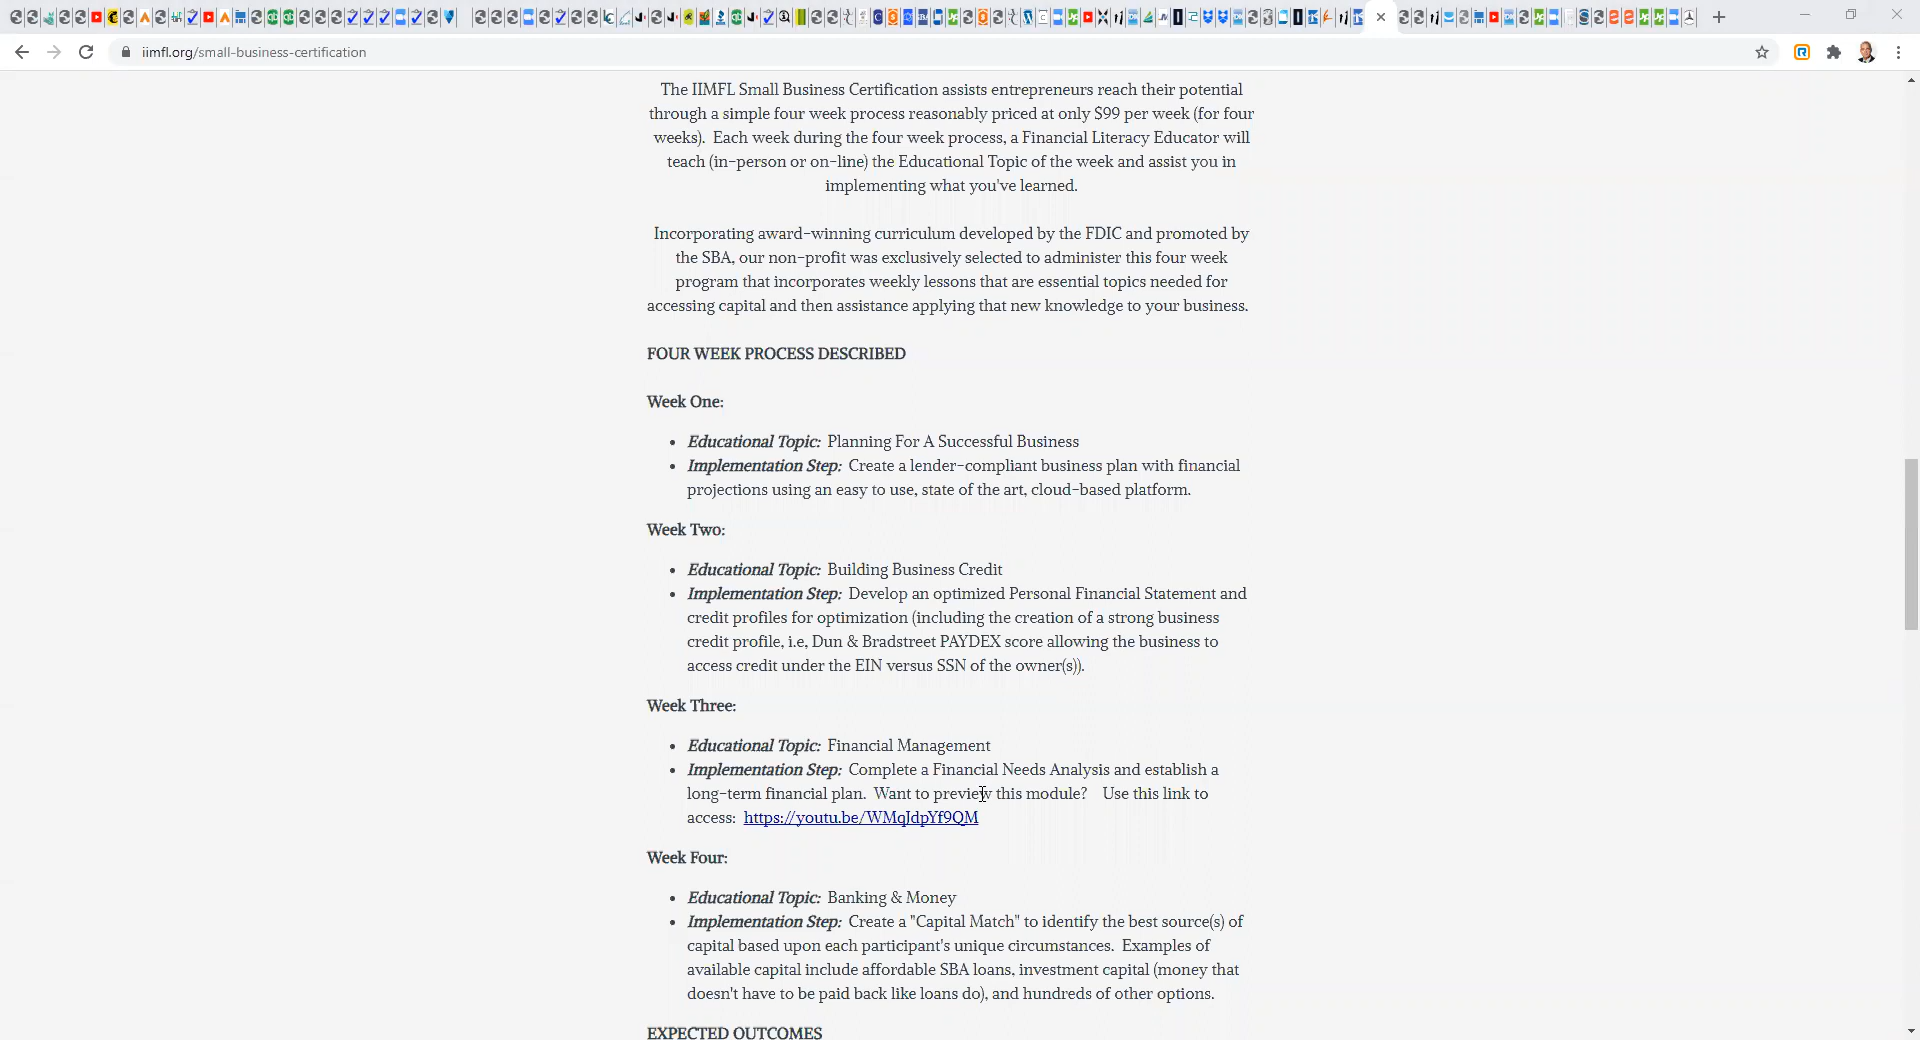 iimfl.org/small-business-certification
The IIMFL Small Business Certification assists entrepreneurs reach their potential
through a simple four week process reasonably priced at only $99 per week (for four
weeks).  Each week during the four week process, a Financial Literacy Educator will
teach (in-person or on-line) the Educational Topic of the week and assist you in
implementing what you've learned.
Incorporating award-winning curriculum developed by the FDIC and promoted by
the SBA, our non-profit was exclusively selected to administer this four week
program that incorporates weekly lessons that are essential topics needed for
accessing capital and then assistance applying that new knowledge to your business.
FOUR WEEK PROCESS DESCRIBED
Week One:
• Educational Topic:  Planning For A Successful Business
• Implementation Step:  Create a lender-compliant business plan with financial
projections using an easy to use, state of the art, cloud-based platform.
Week Two:
• Educational Topic:  Building Business Credit
• Implementation Step:  Develop an optimized Personal Financial Statement and
credit profiles for optimization (including the creation of a strong business
credit profile, i.e, Dun & Bradstreet PAYDEX score allowing the business to
access credit under the EIN versus SSN of the owner(s)).
Week Three:
• Educational Topic:  Financial Management
• Implementation Step:  Complete a Financial Needs Analysis and establish a
long-term financial plan.  Want to preview this module?   Use this link to
access:  https://youtu.be/WMqJdpYf9QM
Week Four:
• Educational Topic:  Banking & Money
• Implementation Step:  Create a "Capital Match" to identify the best source(s) of
capital based upon each participant's unique circumstances.  Examples of
available capital include affordable SBA loans, investment capital (money that
doesn't have to be paid back like loans do), and hundreds of other options.
EXPECTED OUTCOMES